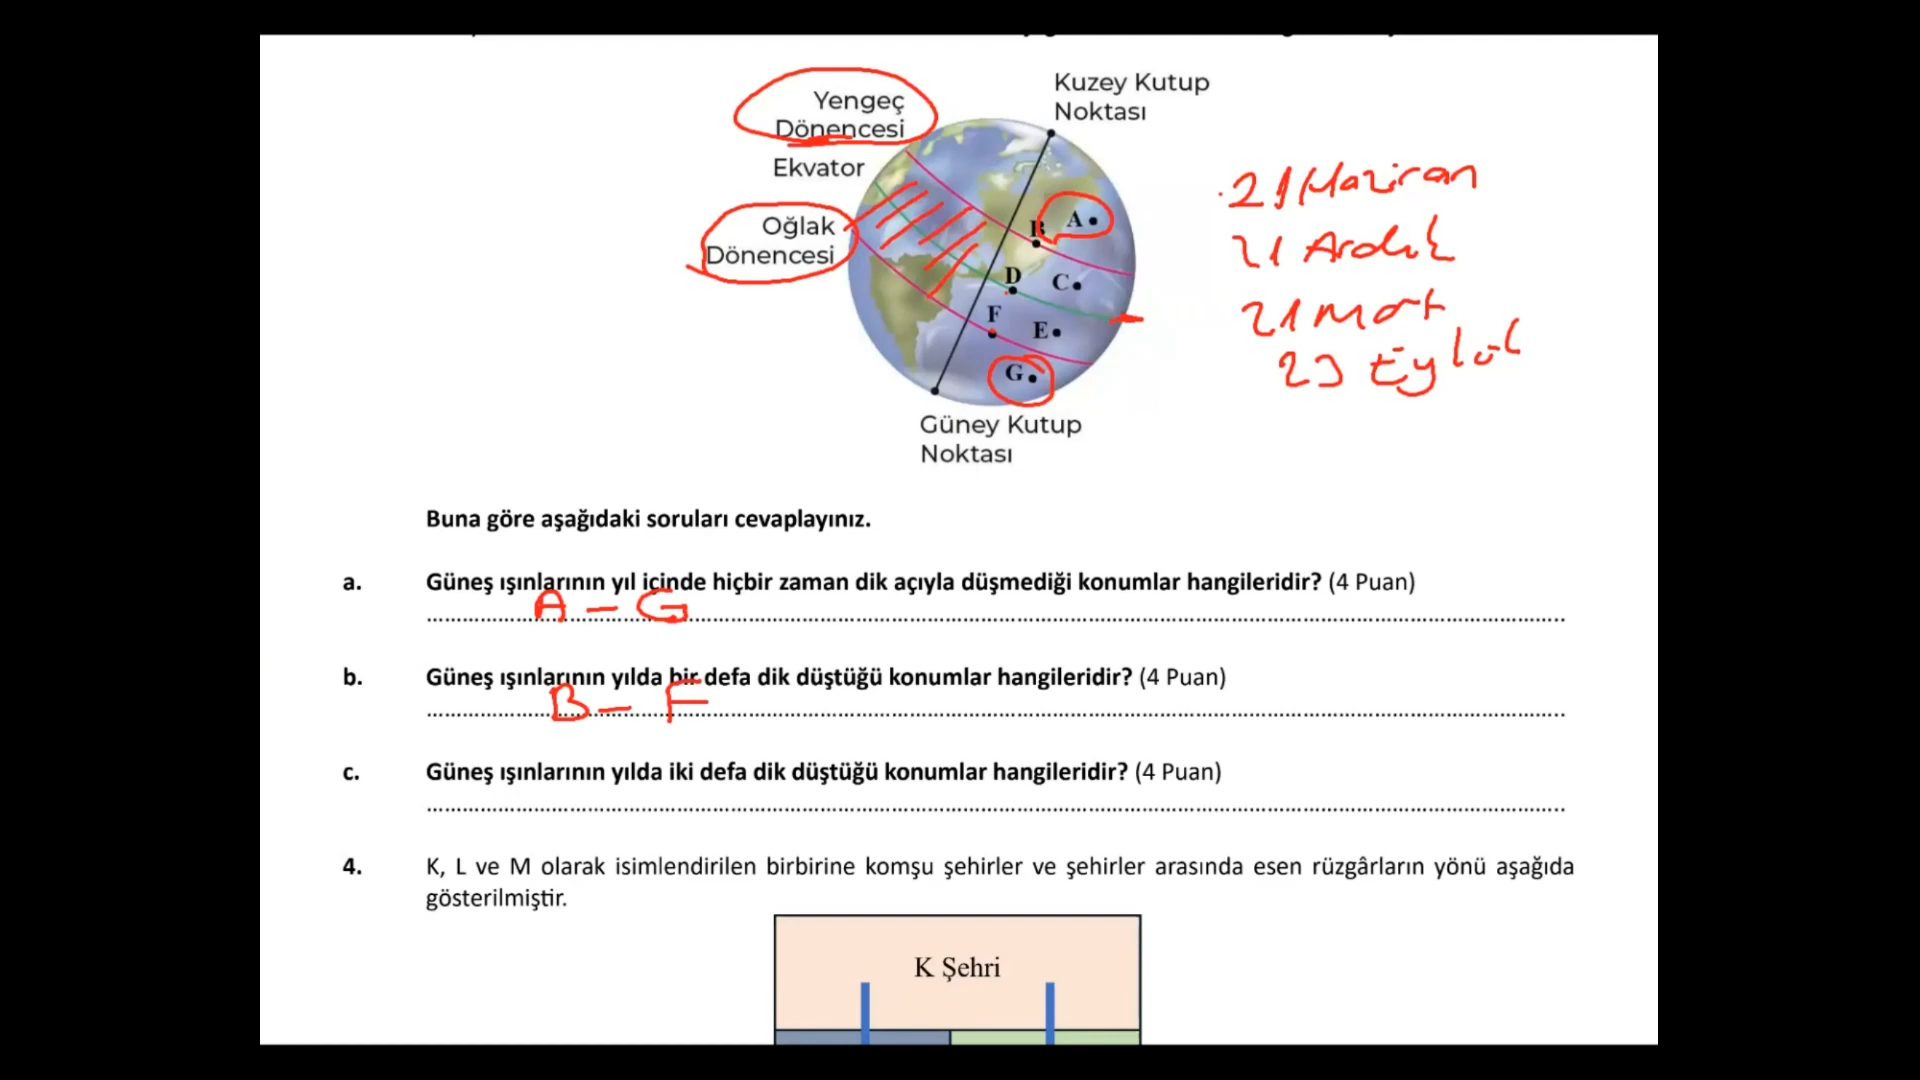 Kuzey Kutup
Noktası
Yengeç
Dönencesi
Ekvator
Oğlak
Dönencesi
A
B
C
D
E
F
G
Güney Kutup
Noktası
21 Haziran
21 Aralık
21 Mart
23 Eylül
Buna göre aşağıdaki soruları cevaplayınız.
a. Güneş ışınlarının yıl içinde hiçbir zaman dik açıyla düşmediği konumlar hangileridir? (4 Puan)
A - G
b. Güneş ışınlarının yılda bir defa dik düştüğü konumlar hangileridir? (4 Puan)
B - F
c. Güneş ışınlarının yılda iki defa dik düştüğü konumlar hangileridir? (4 Puan)
4. K, L ve M olarak isimlendirilen birbirine komşu şehirler ve şehirler arasında esen rüzgârların yönü aşağıda
gösterilmiştir.
K Şehri